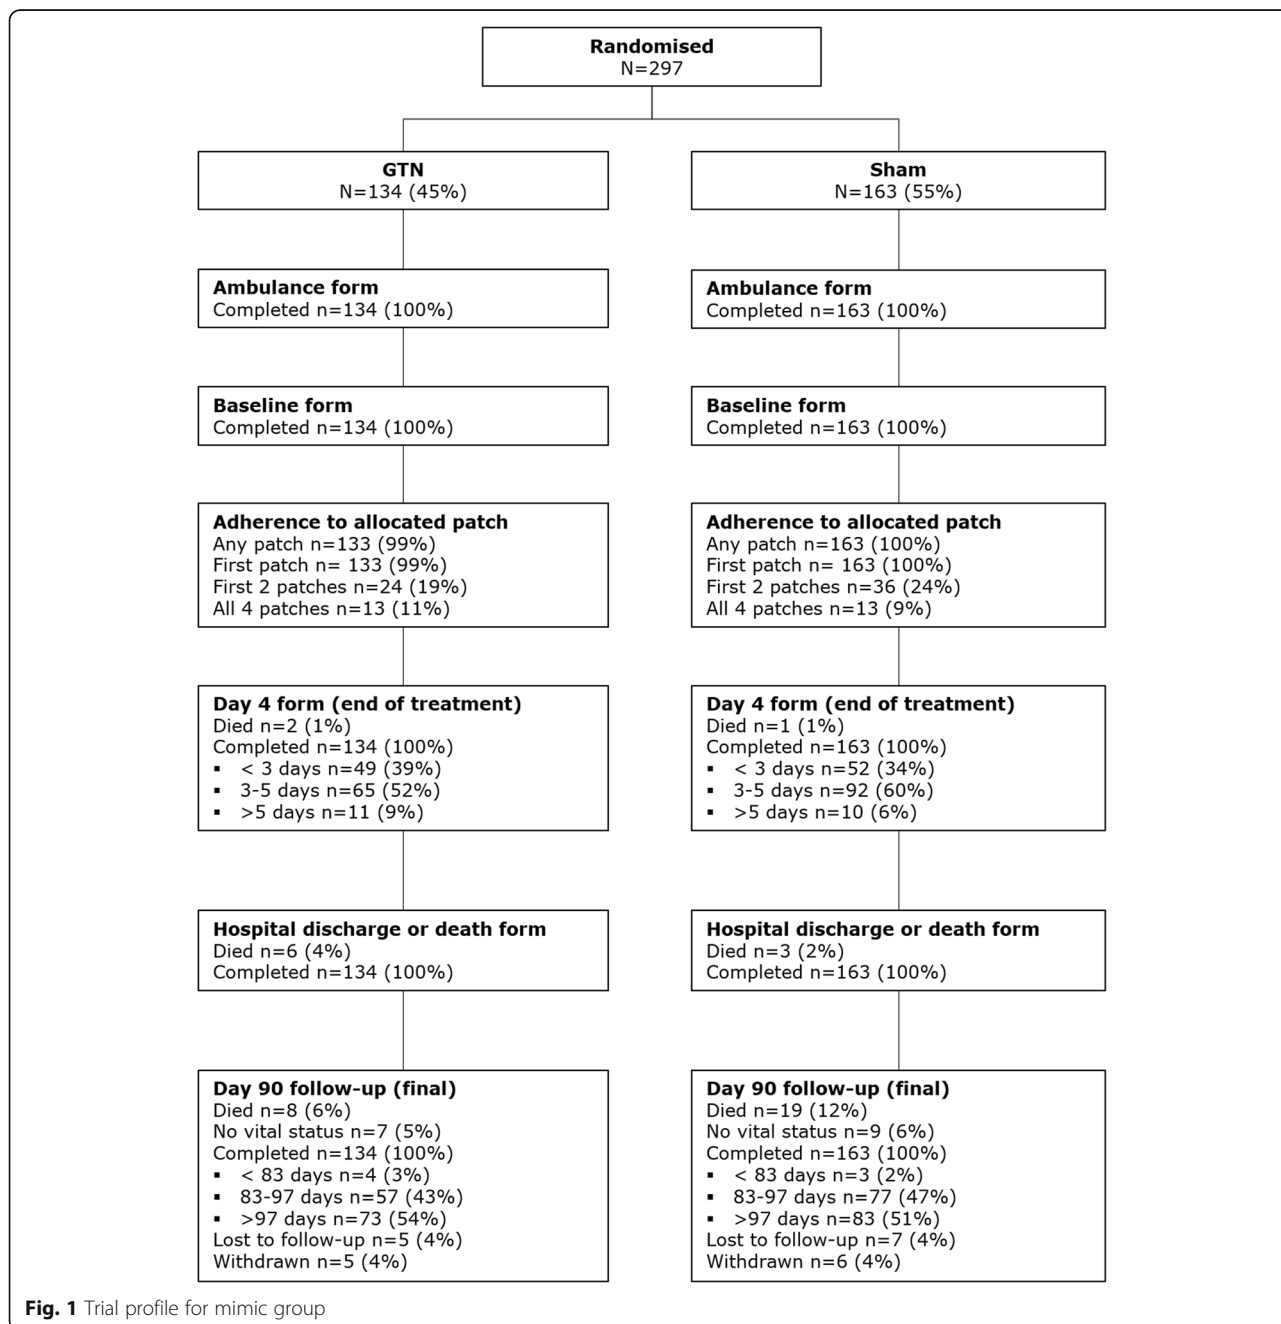 Randomised
N=297
GTN
N=134 (45%)
Sham
N=163 (55%)
Ambulance form
Completed n=134 (100%)
Ambulance form
Completed n=163 (100%)
Baseline form
Completed n=134 (100%)
Baseline form
Completed n=163 (100%)
Adherence to allocated patch
Any patch n=133 (99%)
First patch n= 133 (99%)
First 2 patches n=24 (19%)
All 4 patches n=13 (11%)
Adherence to allocated patch
Any patch n=163 (100%)
First patch n= 163 (100%)
First 2 patches n=36 (24%)
All 4 patches n=13 (9%)
Day 4 form (end of treatment)
Died n=2 (1%)
Completed n=134 (100%)
▪ < 3 days n=49 (39%)
▪ 3-5 days n=65 (52%)
▪ >5 days n=11 (9%)
Day 4 form (end of treatment)
Died n=1 (1%)
Completed n=163 (100%)
▪ < 3 days n=52 (34%)
▪ 3-5 days n=92 (60%)
▪ >5 days n=10 (6%)
Hospital discharge or death form
Died n=6 (4%)
Completed n=134 (100%)
Hospital discharge or death form
Died n=3 (2%)
Completed n=163 (100%)
Day 90 follow-up (final)
Died n=8 (6%)
No vital status n=7 (5%)
Completed n=134 (100%)
▪ < 83 days n=4 (3%)
▪ 83-97 days n=57 (43%)
▪ >97 days n=73 (54%)
Lost to follow-up n=5 (4%)
Withdrawn n=5 (4%)
Day 90 follow-up (final)
Died n=19 (12%)
No vital status n=9 (6%)
Completed n=163 (100%)
▪ < 83 days n=3 (2%)
▪ 83-97 days n=77 (47%)
▪ >97 days n=83 (51%)
Lost to follow-up n=7 (4%)
Withdrawn n=6 (4%)
Fig. 1 Trial profile for mimic group